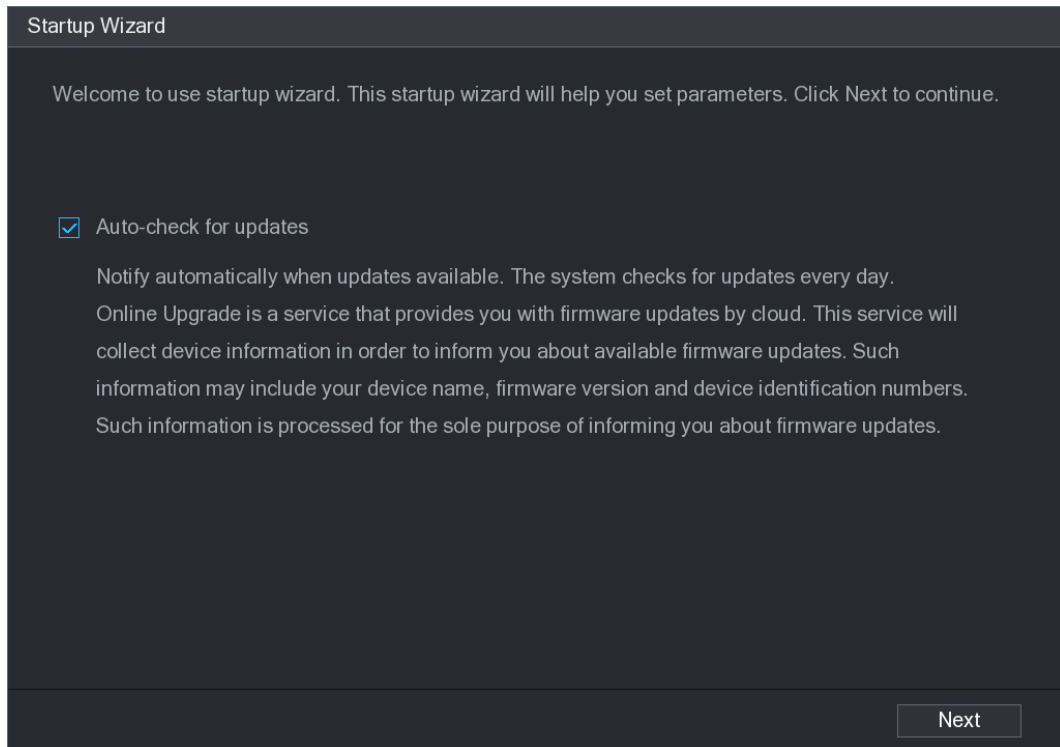 Startup Wizard
Welcome to use startup wizard. This startup wizard will help you set parameters. Click Next to continue.
Auto-check for updates
Notify automatically when updates available. The system checks for updates every day.
Online Upgrade is a service that provides you with firmware updates by cloud. This service will
collect device information in order to inform you about available firmware updates. Such
information may include your device name, firmware version and device identification numbers.
Such information is processed for the sole purpose of informing you about firmware updates.
Next